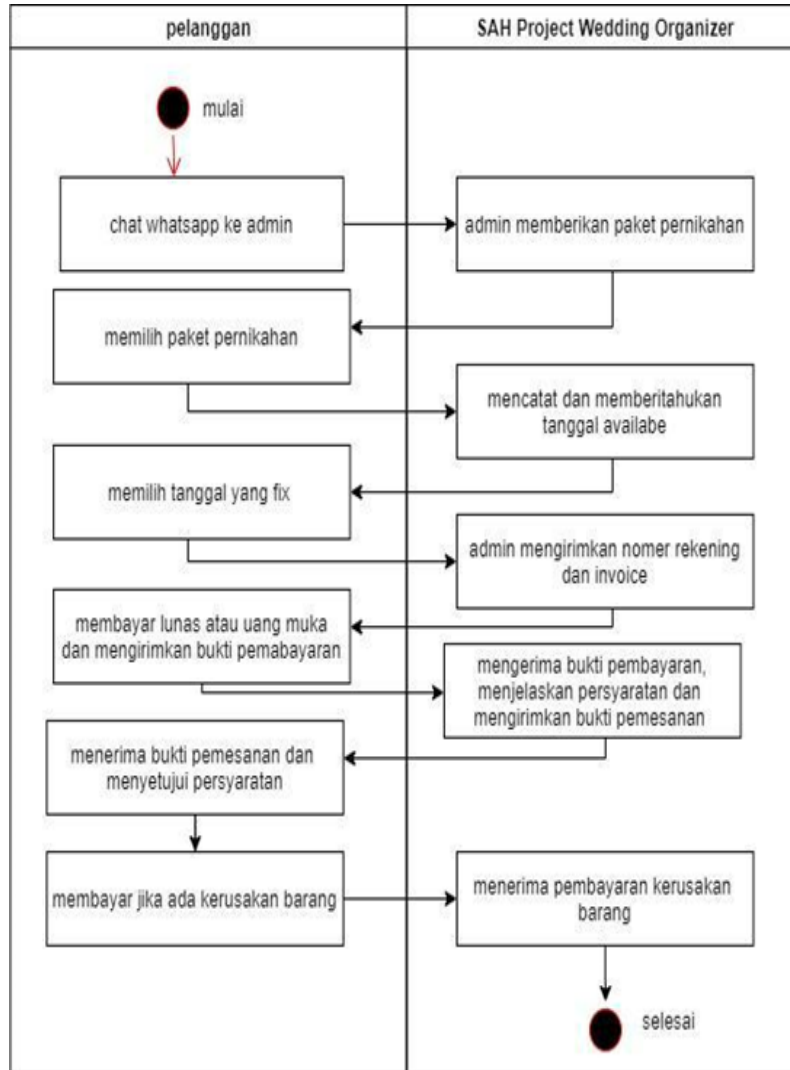 pelanggan
SAH Project Wedding Organizer
mulai
chat whatsapp ke admin
admin memberikan paket pernikahan
memilih paket pernikahan
mencatat dan memberitahukan
tanggal availabe
memilih tanggal yang fix
admin mengirimkan nomer rekening
dan invoice
membayar lunas atau uang muka
dan mengirimkan bukti pemabayaran
mengerima bukti pembayaran,
menjelaskan persyaratan dan
mengirimkan bukti pemesanan
menerima bukti pemesanan dan
menyetujui persyaratan
membayar jika ada kerusakan barang
menerima pembayaran kerusakan
barang
selesai